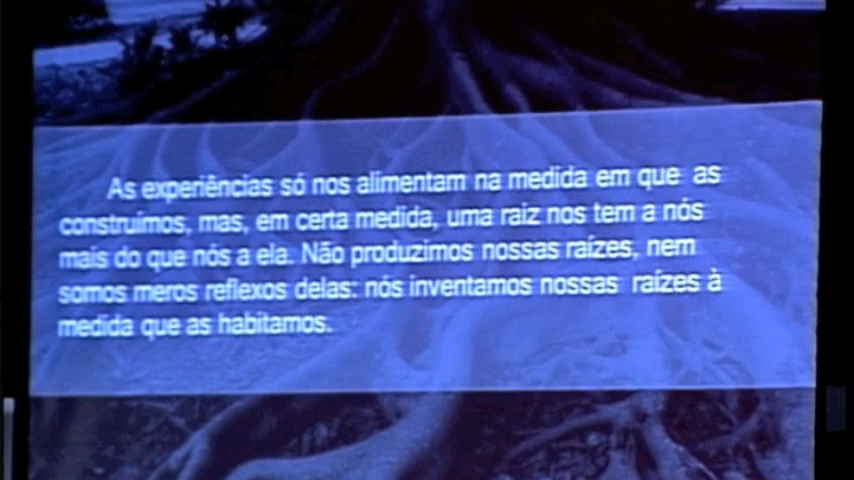 As experiências só nos alimentam na medida em que as
construimos, mas, em certa medida, uma raiz nos tem a nós
mais do que nós a ela. Não produzimos nossas raízes, nem
somos meros reflexos delas: nós inventamos nossas raízes à
medida que as habitamos.